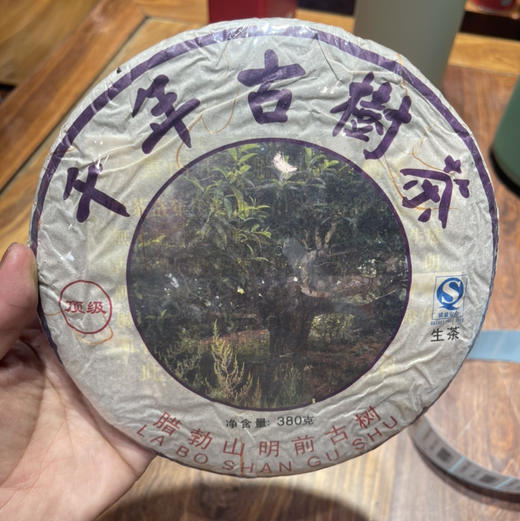 千年古樹茶
顶级
生茶
净含量: 380克
腊勃山明前古树
LA BO SHAN GU SHU